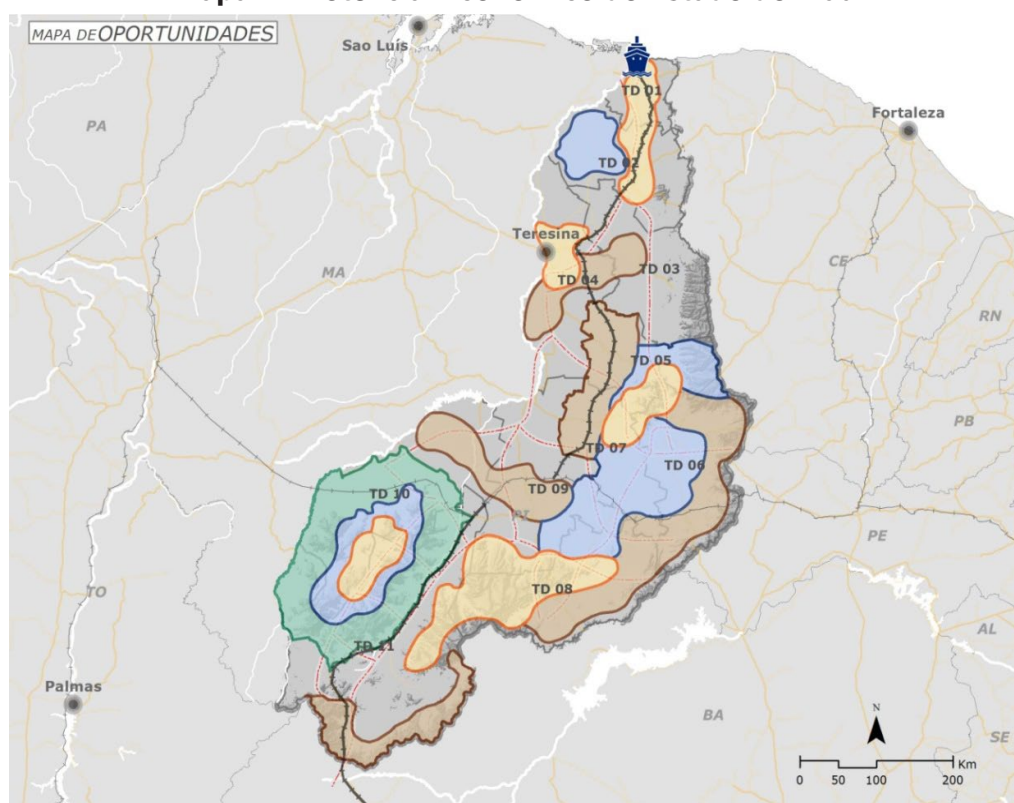 MAPA DE OPORTUNIDADES
Sao Luís
TD 01
PA
Fortaleza
TD 02
Teresina
MA
TD 03
CE
TD 04
RN
TD 05
PB
TD 07
TD 06
TD 09
TD 10
PI
PE
TD 08
TO
AL
TD 11
Palmas
BA
SE
N
Km
0 50 100 200